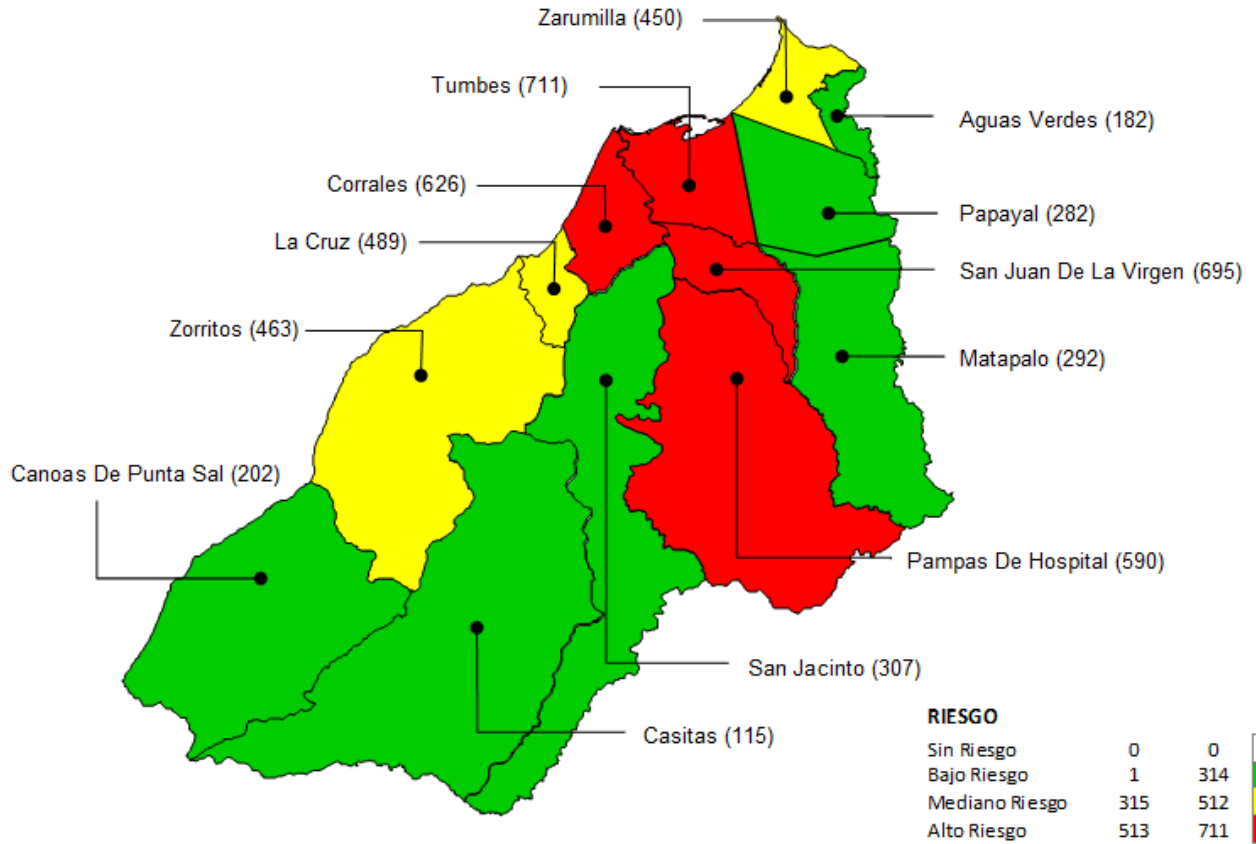 Zarumilla (450)
Tumbes (711)
Aguas Verdes (182)
Corrales (626)
Papayal (282)
La Cruz (489)
San Juan De La Virgen (695)
Zorritos (463)
Matapalo (292)
Canoas De Punta Sal (202)
Pampas De Hospital (590)
San Jacinto (307)
Casitas (115)
RIESGO
Sin Riesgo 0 0
Bajo Riesgo 1 314
Mediano Riesgo 315 512
Alto Riesgo 513 711